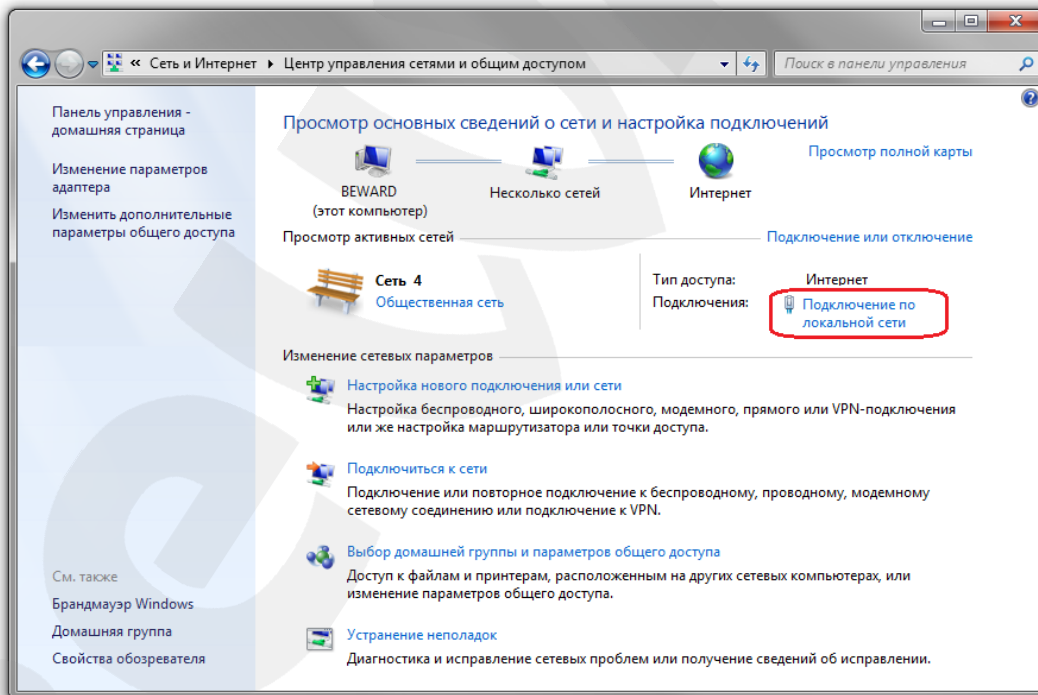 « Сеть и Интернет ▸ Центр управления сетями и общим доступом
Поиск в панели управления
Панель управления -
домашняя страница
Изменение параметров
адаптера
Изменить дополнительные
параметры общего доступа
Просмотр основных сведений о сети и настройка подключений
Просмотр полной карты
BEWARD
(этот компьютер)
Несколько сетей
Интернет
Просмотр активных сетей
Подключение или отключение
Сеть 4
Общественная сеть
Тип доступа: Интернет
Подключения: Подключение по
локальной сети
Изменение сетевых параметров
Настройка нового подключения или сети
Настройка беспроводного, широкополосного, модемного, прямого или VPN-подключения
или же настройка маршрутизатора или точки доступа.
Подключиться к сети
Подключение или повторное подключение к беспроводному, проводному, модемному
сетевому соединению или подключение к VPN.
Выбор домашней группы и параметров общего доступа
Доступ к файлам и принтерам, расположенным на других сетевых компьютерах, или
изменение параметров общего доступа.
Устранение неполадок
Диагностика и исправление сетевых проблем или получение сведений об исправлении.
См. также
Брандмауэр Windows
Домашняя группа
Свойства обозревателя